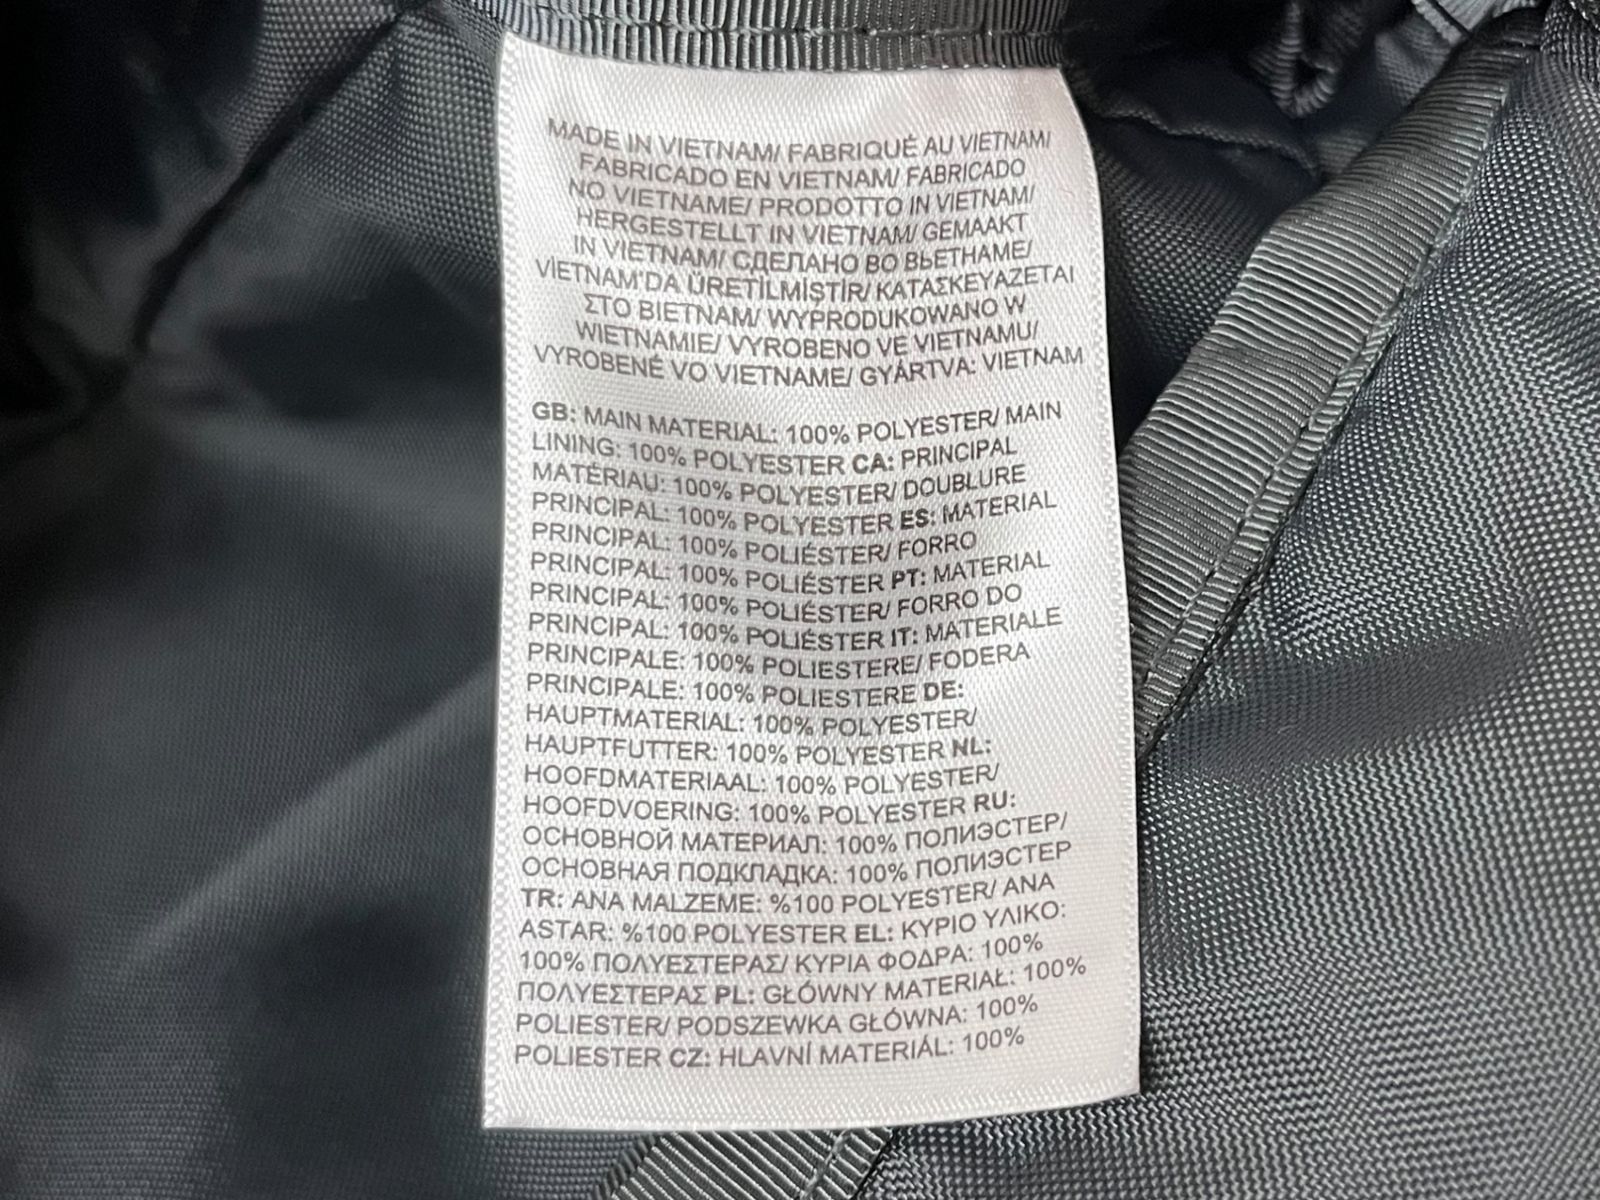 MADE IN VIETNAM/ FABRIQUÉ AU VIETNAM/
FABRICADO EN VIETNAM/ FABRICADO
NO VIETNAME/ PRODOTTO IN VIETNAM/
HERGESTELLT IN VIETNAM/ GEMAAKT
IN VIETNAM/ СДЕЛАНО ВО ВЬЕТНАМЕ/
VİETNAM'DA ÜRETİLMİŞTİR/ ΚΑΤΑΣΚΕΥΑΖΕΤΑΙ
ΣΤΟ ΒΙΕΤΝΑΜ/ WYPRODUKOWANO W
WIETNAMIE/ VYROBENO VE VIETNAMU/
VYROBENÉ VO VIETNAME/ GYÁRTVA: VIETNAM
GB: MAIN MATERIAL: 100% POLYESTER/ MAIN
LINING: 100% POLYESTER CA: PRINCIPAL
MATÉRIAU: 100% POLYESTER/ DOUBLURE
PRINCIPAL: 100% POLYESTER ES: MATERIAL
PRINCIPAL: 100% POLIÉSTER/ FORRO
PRINCIPAL: 100% POLIÉSTER PT: MATERIAL
PRINCIPAL: 100% POLIÉSTER/ FORRO DO
PRINCIPAL: 100% POLIÉSTER IT: MATERIALE
PRINCIPALE: 100% POLIESTERE/ FODERA
PRINCIPALE: 100% POLIESTERE DE:
HAUPTMATERIAL: 100% POLYESTER/
HAUPTFUTTER: 100% POLYESTER NL:
HOOFDMATERIAAL: 100% POLYESTER/
HOOFDVOERING: 100% POLYESTER RU:
ОСНОВНОЙ МАТЕРИАЛ: 100% ПОЛИЭСТЕР/
ОСНОВНАЯ ПОДКЛАДКА: 100% ПОЛИЭСТЕР
TR: ANA MALZEME: %100 POLYESTER/ ANA
ASTAR: %100 POLYESTER EL: ΚΥΡΙΟ ΥΛΙΚΟ:
100% ΠΟΛΥΕΣΤΕΡΑΣ/ ΚΥΡΙΑ ΦΟΔΡΑ: 100%
ΠΟΛΥΕΣΤΕΡΑΣ PL: GŁÓWNY MATERIAŁ: 100%
POLIESTER/ PODSZEWKA GŁÓWNA: 100%
POLIESTER CZ: HLAVNÍ MATERIÁL: 100%